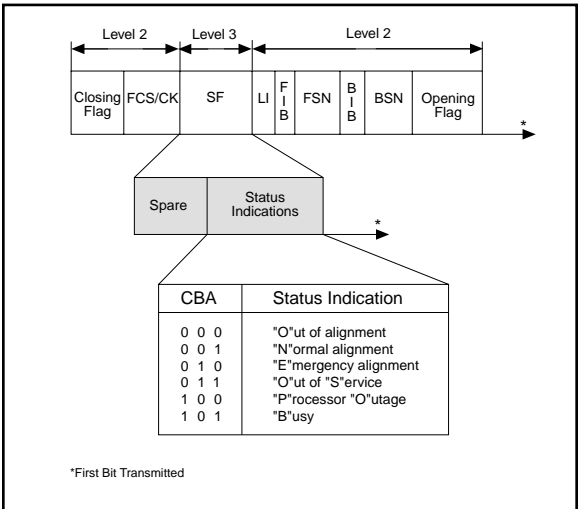 Level 2 Level 3 Level 2
Closing Flag FCS/CK SF LI FIB FSN BIB BSN Opening Flag
*
Spare Status Indications
*
CBA Status Indication
0 0 0 "O"ut of alignment
0 0 1 "N"ormal alignment
0 1 0 "E"mergency alignment
0 1 1 "O"ut of "S"ervice
1 0 0 "P"rocessor "O"utage
1 0 1 "B"usy
*First Bit Transmitted